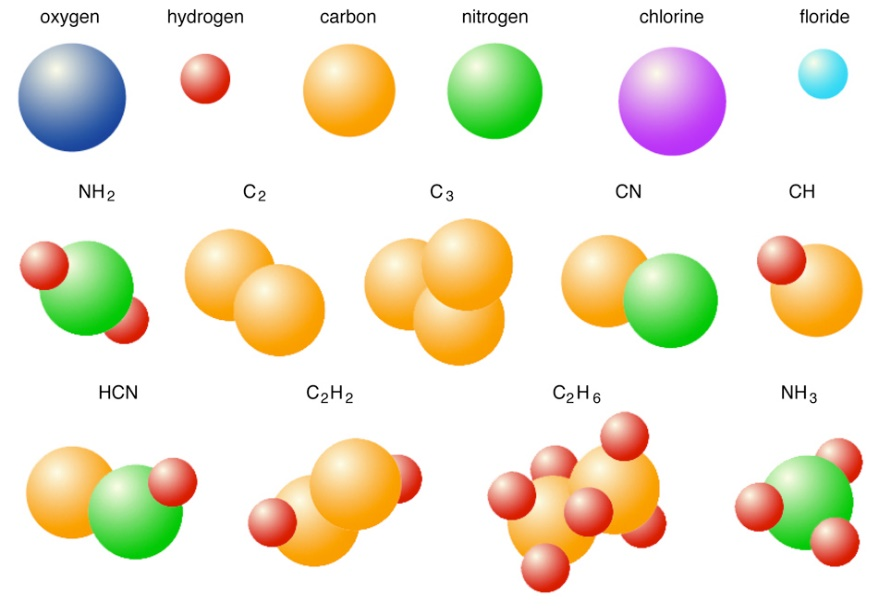 oxygen hydrogen carbon nitrogen chlorine floride
NH2 C2 C3 CN CH
HCN C2H2 C2H6 NH3